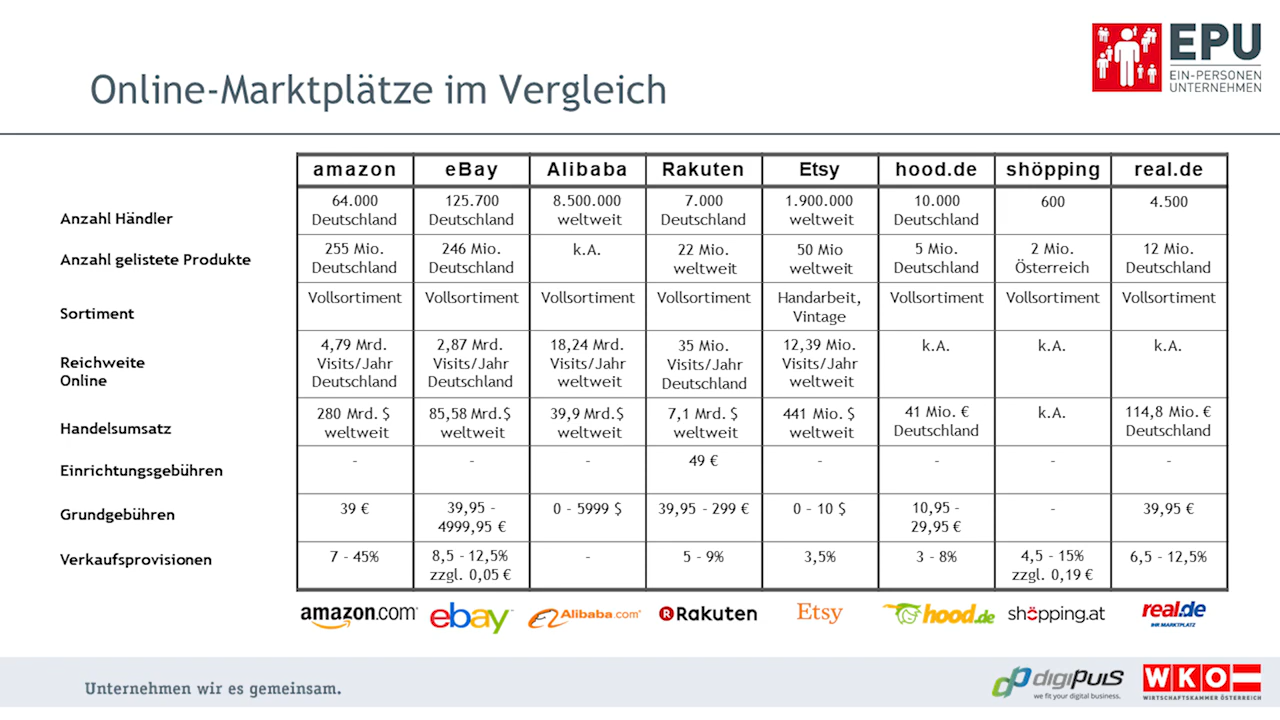 EPU
EIN-PERSONEN
UNTERNEHMEN
Online-Marktplätze im Vergleich
amazon eBay Alibaba Rakuten Etsy hood.de shöpping real.de
Anzahl Händler 64.000 Deutschland 125.700 Deutschland 8.500.000 weltweit 7.000 Deutschland 1.900.000 weltweit 10.000 Deutschland 600 4.500
Anzahl gelistete Produkte 255 Mio. Deutschland 246 Mio. Deutschland k.A. 22 Mio. weltweit 50 Mio weltweit 5 Mio. Deutschland 2 Mio. Österreich 12 Mio. Deutschland
Sortiment Vollsortiment Vollsortiment Vollsortiment Vollsortiment Handarbeit, Vintage Vollsortiment Vollsortiment Vollsortiment
Reichweite Online 4,79 Mrd. Visits/Jahr Deutschland 2,87 Mrd. Visits/Jahr Deutschland 18,24 Mrd. Visits/Jahr weltweit 35 Mio. Visits/Jahr Deutschland 12,39 Mio. Visits/Jahr weltweit k.A. k.A. k.A.
Handelsumsatz 280 Mrd. $ weltweit 85,58 Mrd.$ weltweit 39,9 Mrd.$ weltweit 7,1 Mrd. $ weltweit 441 Mio. $ weltweit 41 Mio. € Deutschland k.A. 114,8 Mio. € Deutschland
Einrichtungsgebühren - - - 49 € - - - -
Grundgebühren 39 € 39,95 - 4999,95 € 0 - 5999 $ 39,95 - 299 € 0 - 10 $ 10,95 - 29,95 € - 39,95 €
Verkaufsprovisionen 7 - 45% 8,5 - 12,5% zzgl. 0,05 € - 5 - 9% 3,5% 3 - 8% 4,5 - 15% zzgl. 0,19 € 6,5 - 12,5%
amazon.com ebay Alibaba.com Rakuten Etsy hood.de shöpping.at real.de
IHR MARKTPLATZ
Unternehmen wir es gemeinsam.
digiPULS
we fit your digital business.
WKO
WIRTSCHAFTSKAMMER ÖSTERREICH